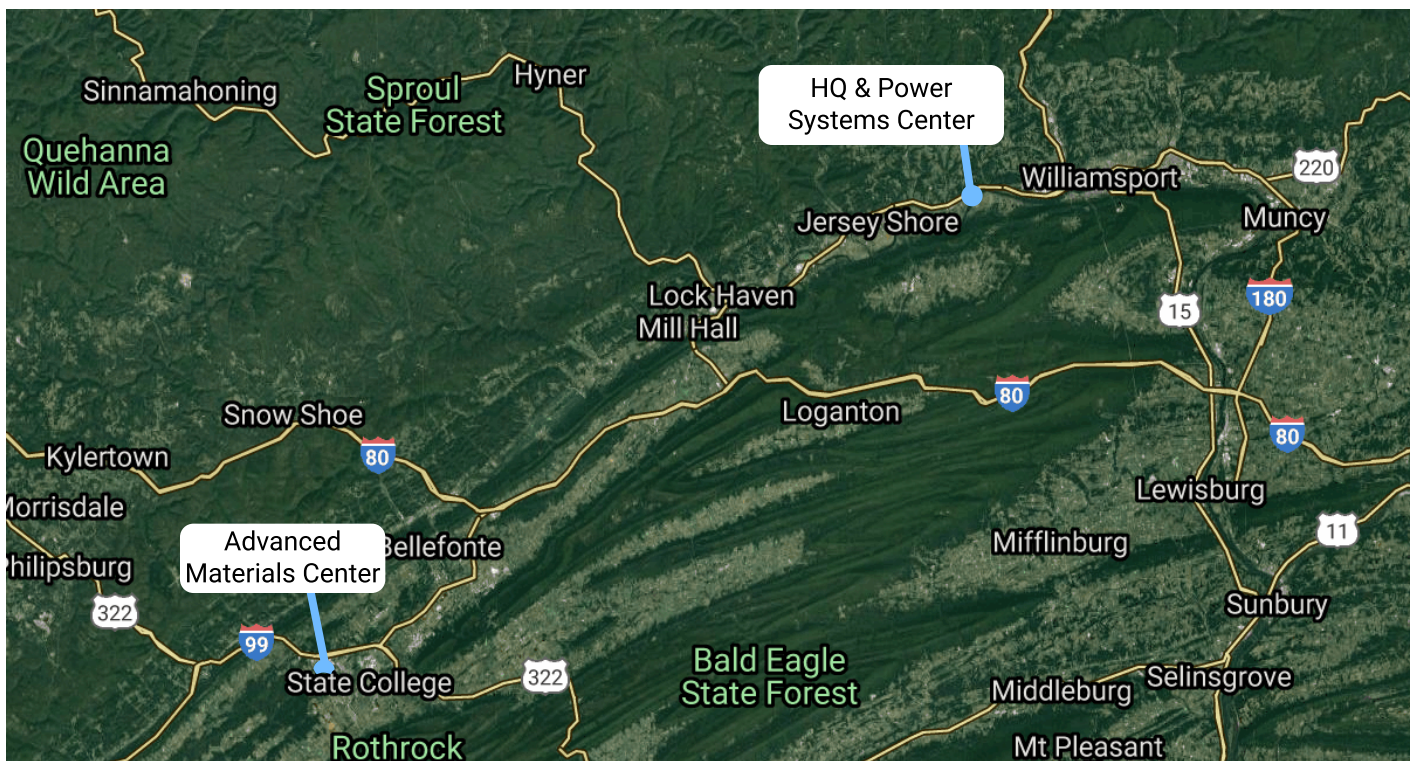 Sinnamahoning
Sproul
State Forest
Hyner
HQ & Power
Systems Center
Quehanna
Wild Area
Williamsport
220
Jersey Shore
Muncy
Lock Haven
Mill Hall
15
180
80
Loganton
Snow Shoe
80
80
Kylertown
Lewisburg
Morrisdale
11
Advanced
Materials Center
Bellefonte
Mifflinburg
Philipsburg
322
Sunbury
99
State College
322
Bald Eagle
State Forest
Middleburg
Selinsgrove
Rothrock
Mt Pleasant